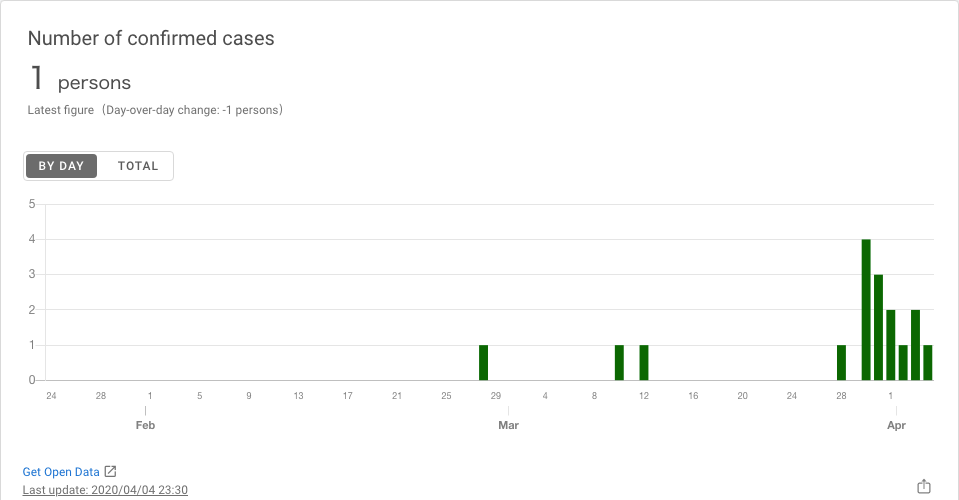 Number of confirmed cases
1 persons
Latest figure (Day-over-day change: -1 persons)
BY DAY TOTAL
5
4
3
2
1
0
24 28 1 5 9 13 17 21 25 29 4 8 12 16 20 24 28 1
Feb Mar Apr
Get Open Data
Last update: 2020/04/04 23:30